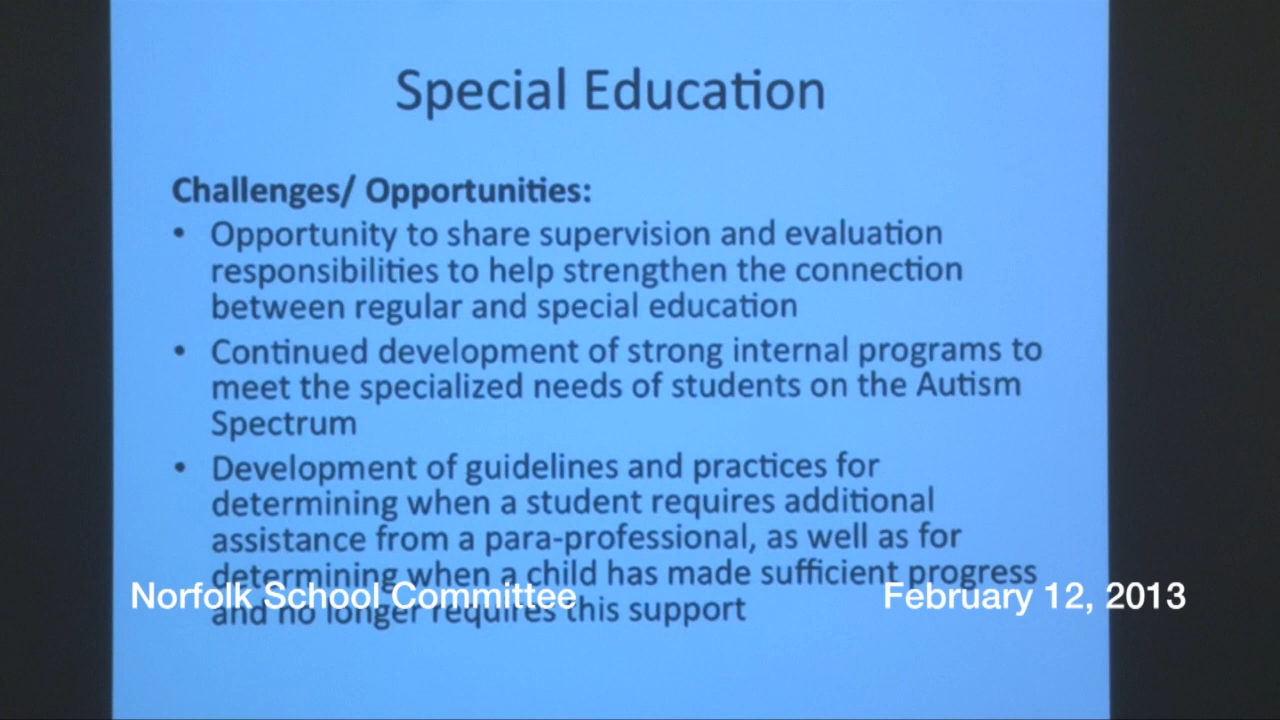 Special Education
Challenges/ Opportunities:
• Opportunity to share supervision and evaluation
responsibilities to help strengthen the connection
between regular and special education
• Continued development of strong internal programs to
meet the specialized needs of students on the Autism
Spectrum
• Development of guidelines and practices for
determining when a student requires additional
assistance from a para-professional, as well as for
determining when a child has made sufficient progress
and no longer requires this support
Norfolk School Committee
February 12, 2013